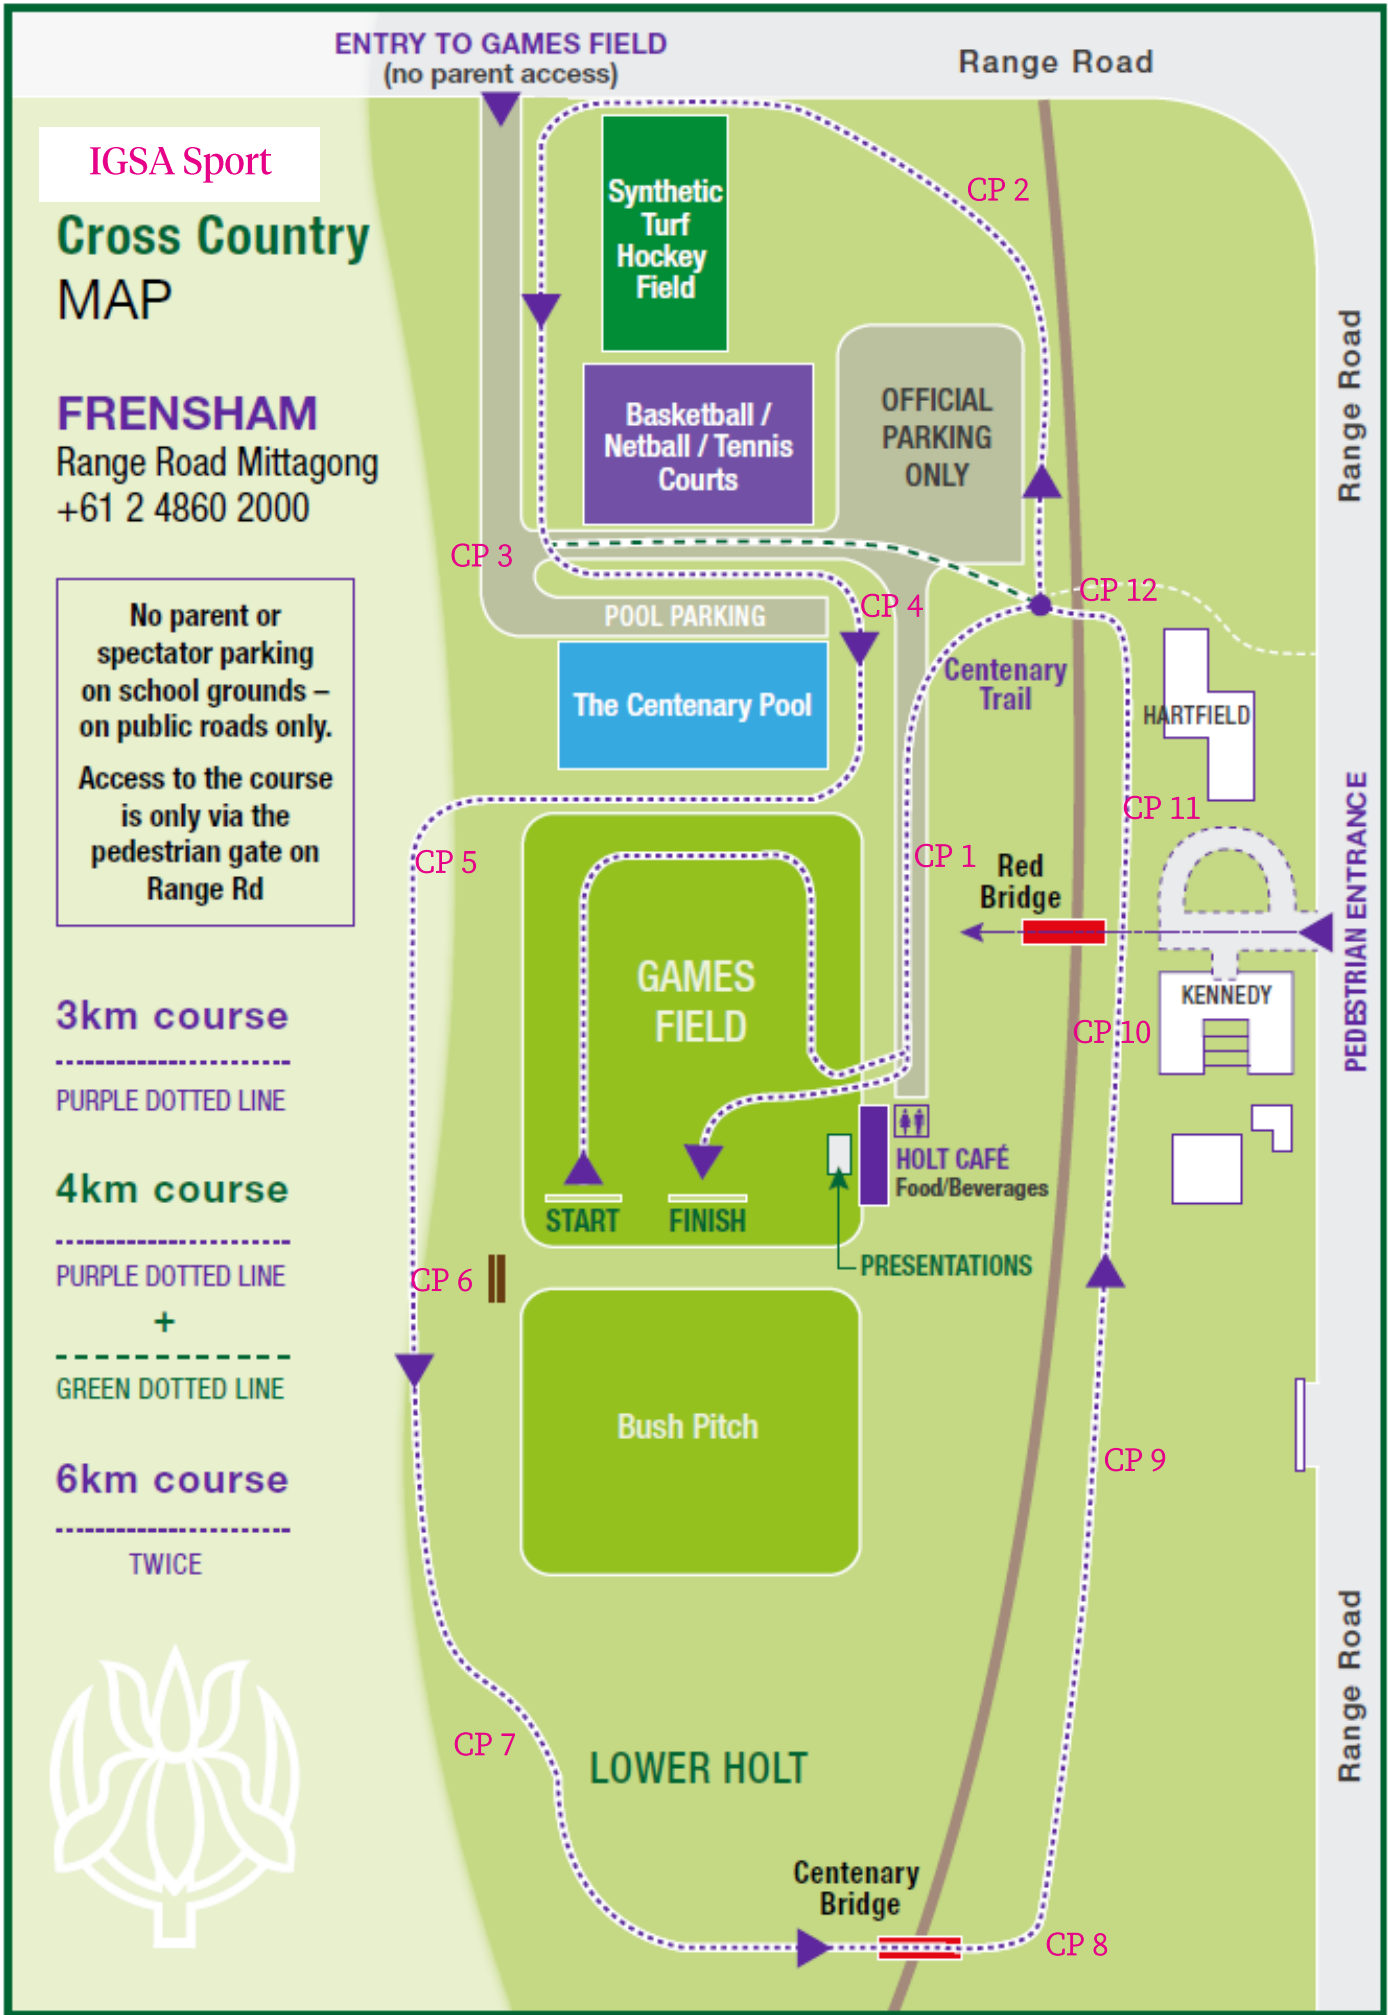 ENTRY TO GAMES FIELD
(no parent access)
Range Road
IGSA Sport
Cross Country
MAP
FRENSHAM
Range Road Mittagong
+61 2 4860 2000
No parent or
spectator parking
on school grounds –
on public roads only.
Access to the course
is only via the
pedestrian gate on
Range Rd
3km course
PURPLE DOTTED LINE
4km course
PURPLE DOTTED LINE
+
GREEN DOTTED LINE
6km course
TWICE
CP 2
Synthetic
Turf
Hockey
Field
Basketball /
Netball / Tennis
Courts
OFFICIAL
PARKING
ONLY
Range Road
CP 3
CP 12
CP 4
POOL PARKING
Centenary
Trail
The Centenary Pool
HARTFIELD
CP 11
CP 5
CP 1
Red
Bridge
PEDESTRIAN ENTRANCE
GAMES
FIELD
KENNEDY
CP 10
HOLT CAFÉ
Food/Beverages
START
FINISH
PRESENTATIONS
CP 6
Bush Pitch
CP 9
Range Road
CP 7
LOWER HOLT
Centenary
Bridge
CP 8